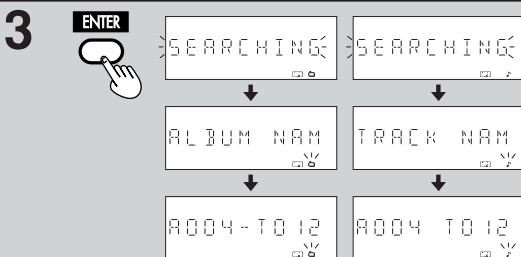 3 ENTER
SEARCHING SEARCHING
ALBUM NAM TRACK NAM
A004-T012 A004 T012